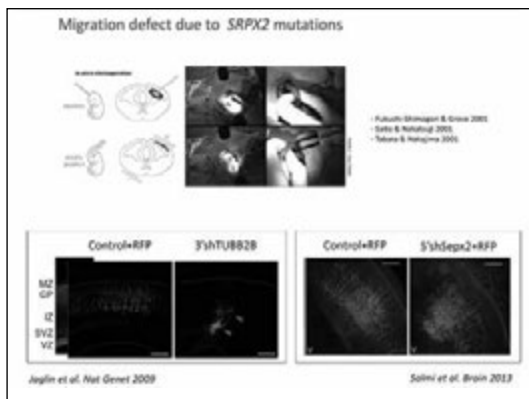 Migration defect due to SRPX2 mutations
In utero electroporation
- Fukuchi-Shimogori & Grove 2001
- Saito & Nakatsuji 2001
- Tabata & Nakajima 2001
Control+RFP
3'shTUBB2B
MZ
CP
IZ
SVZ
VZ
Control+RFP
5'shSepx2+RFP
Jaglin et al. Nat Genet 2009
Salmi et al. Brain 2013